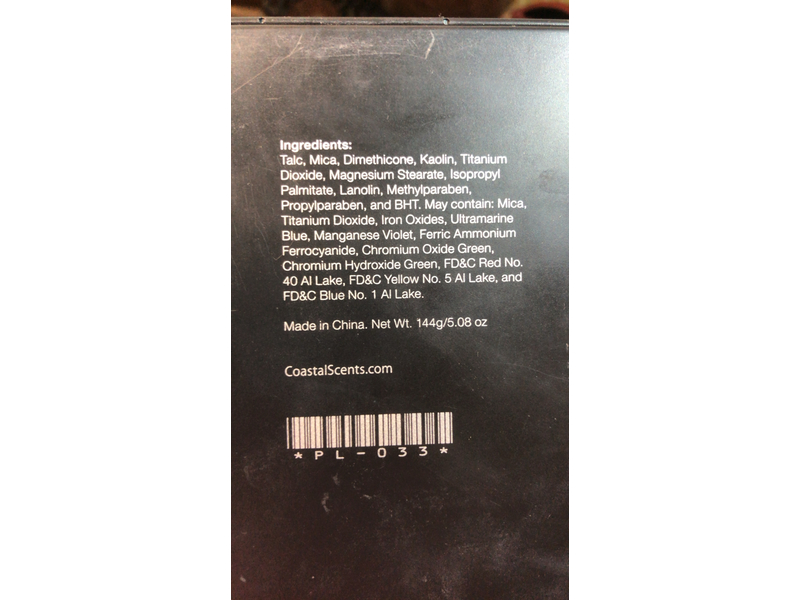 Ingredients:
Talc, Mica, Dimethicone, Kaolin, Titanium
Dioxide, Magnesium Stearate, Isopropyl
Palmitate, Lanolin, Methylparaben,
Propylparaben, and BHT. May contain: Mica,
Titanium Dioxide, Iron Oxides, Ultramarine
Blue, Manganese Violet, Ferric Ammonium
Ferrocyanide, Chromium Oxide Green,
Chromium Hydroxide Green, FD&C Red No.
40 Al Lake, FD&C Yellow No. 5 Al Lake, and
FD&C Blue No. 1 Al Lake.
Made in China. Net Wt. 144g/5.08 oz
CoastalScents.com
*PL-033*